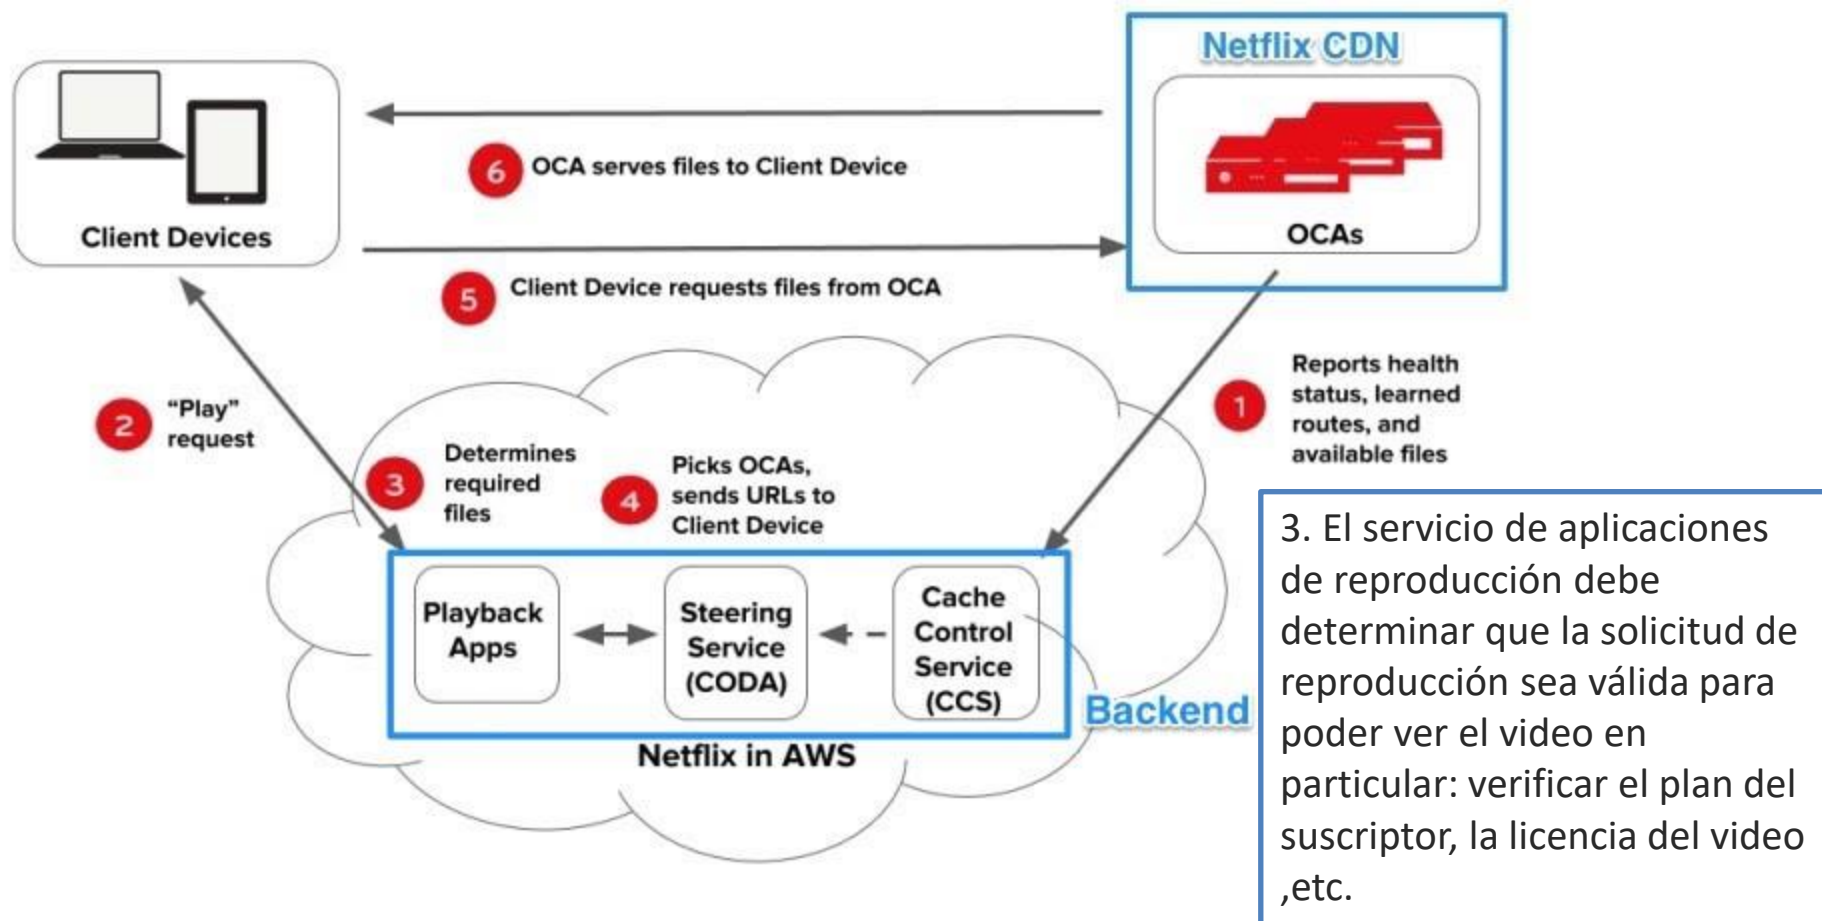 Netflix CDN
OCAs
Client Devices
6 OCA serves files to Client Device
5 Client Device requests files from OCA
1 Reports health
status, learned
routes, and
available files
2 "Play"
request
3 Determines
required
files
4 Picks OCAs,
sends URLs to
Client Device
Playback
Apps
Steering
Service
(CODA)
Cache
Control
Service
(CCS)
Backend
Netflix in AWS
3. El servicio de aplicaciones
de reproducción debe
determinar que la solicitud de
reproducción sea válida para
poder ver el video en
particular: verificar el plan del
suscriptor, la licencia del video
,etc.